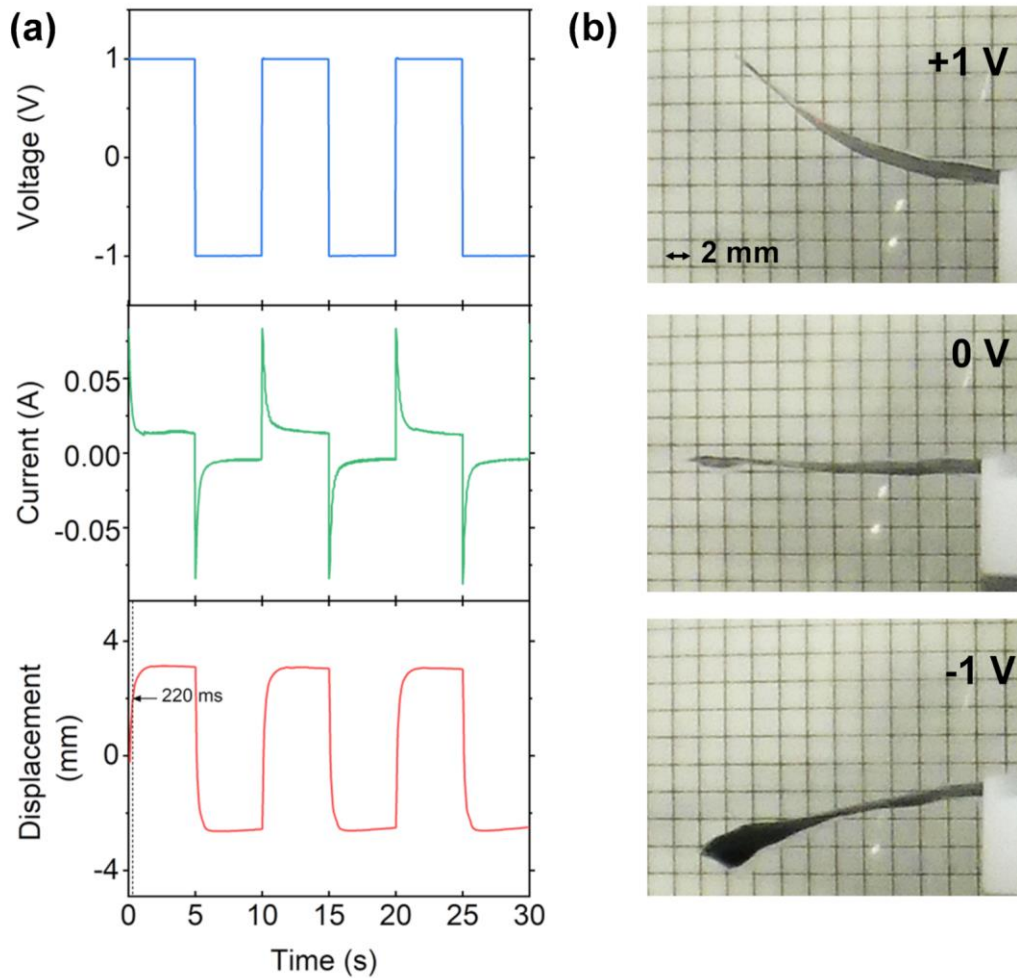 (a)
Voltage (V)
1
0
-1
Current (A)
0.05
0.00
-0.05
Displacement
(mm)
4
2
0
-4
220 ms
0 5 10 15 20 25 30
Time (s)
(b)
+1 V
2 mm
0 V
-1 V